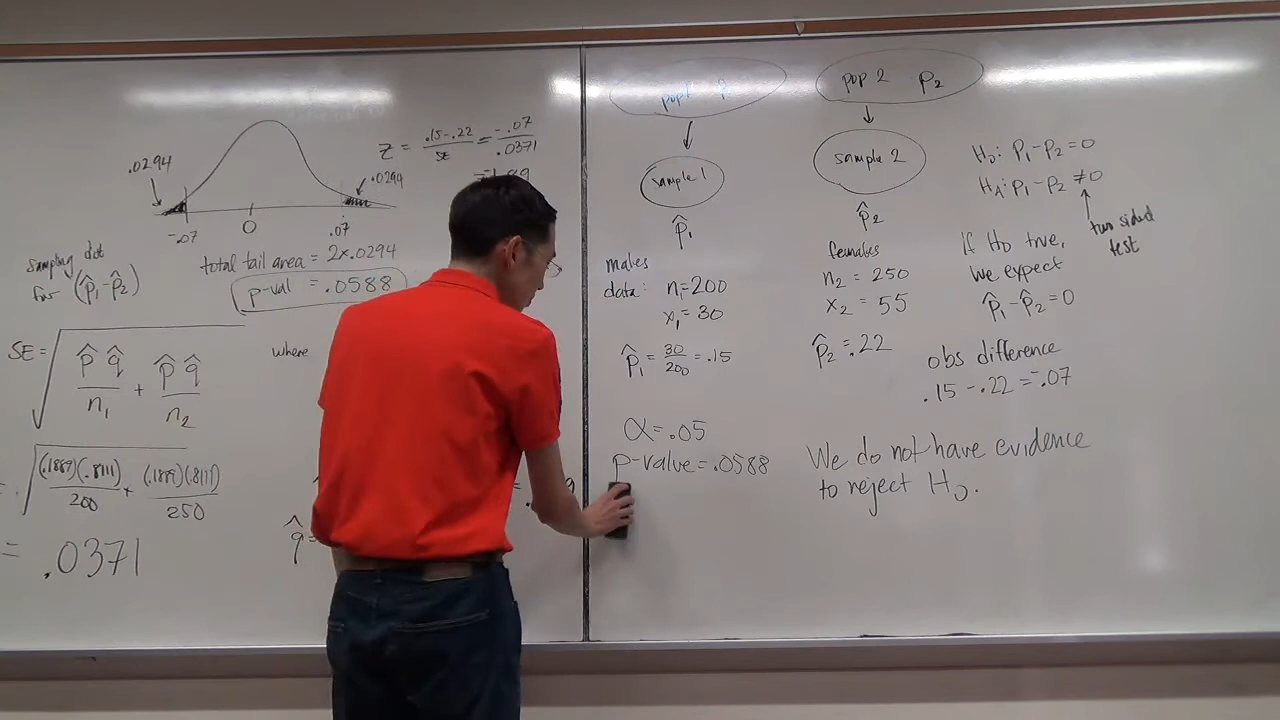 .0294
-.07
0
.07
.0294
z = .15-.22/SE = -.07/.0371
sampling dist
for (p̂₁-p̂₂)
total tail area = 2x.0294
p-val = .0588
SE = √(p̂ q̂/n₁ + p̂ q̂/n₂)
where
= √((.1889)(.8111)/200 + (.1889)(.8111)/250)
= .0371
q̂ =
pop1
sample 1
p̂₁
males
data: n₁=200
x₁ = 30
p̂₁ = 30/200 = .15
α = .05
p-value = .0588
pop 2 p₂
sample 2
p̂₂
females
n₂ = 250
x₂ = 55
p̂₂ = .22
H₀: p₁-p₂ = 0
H_A: p₁-p₂ ≠ 0
two sided
test
If H₀ true,
we expect
p̂₁-p̂₂ = 0
obs difference
.15 - .22 = -.07
We do not have evidence
to reject H₀.